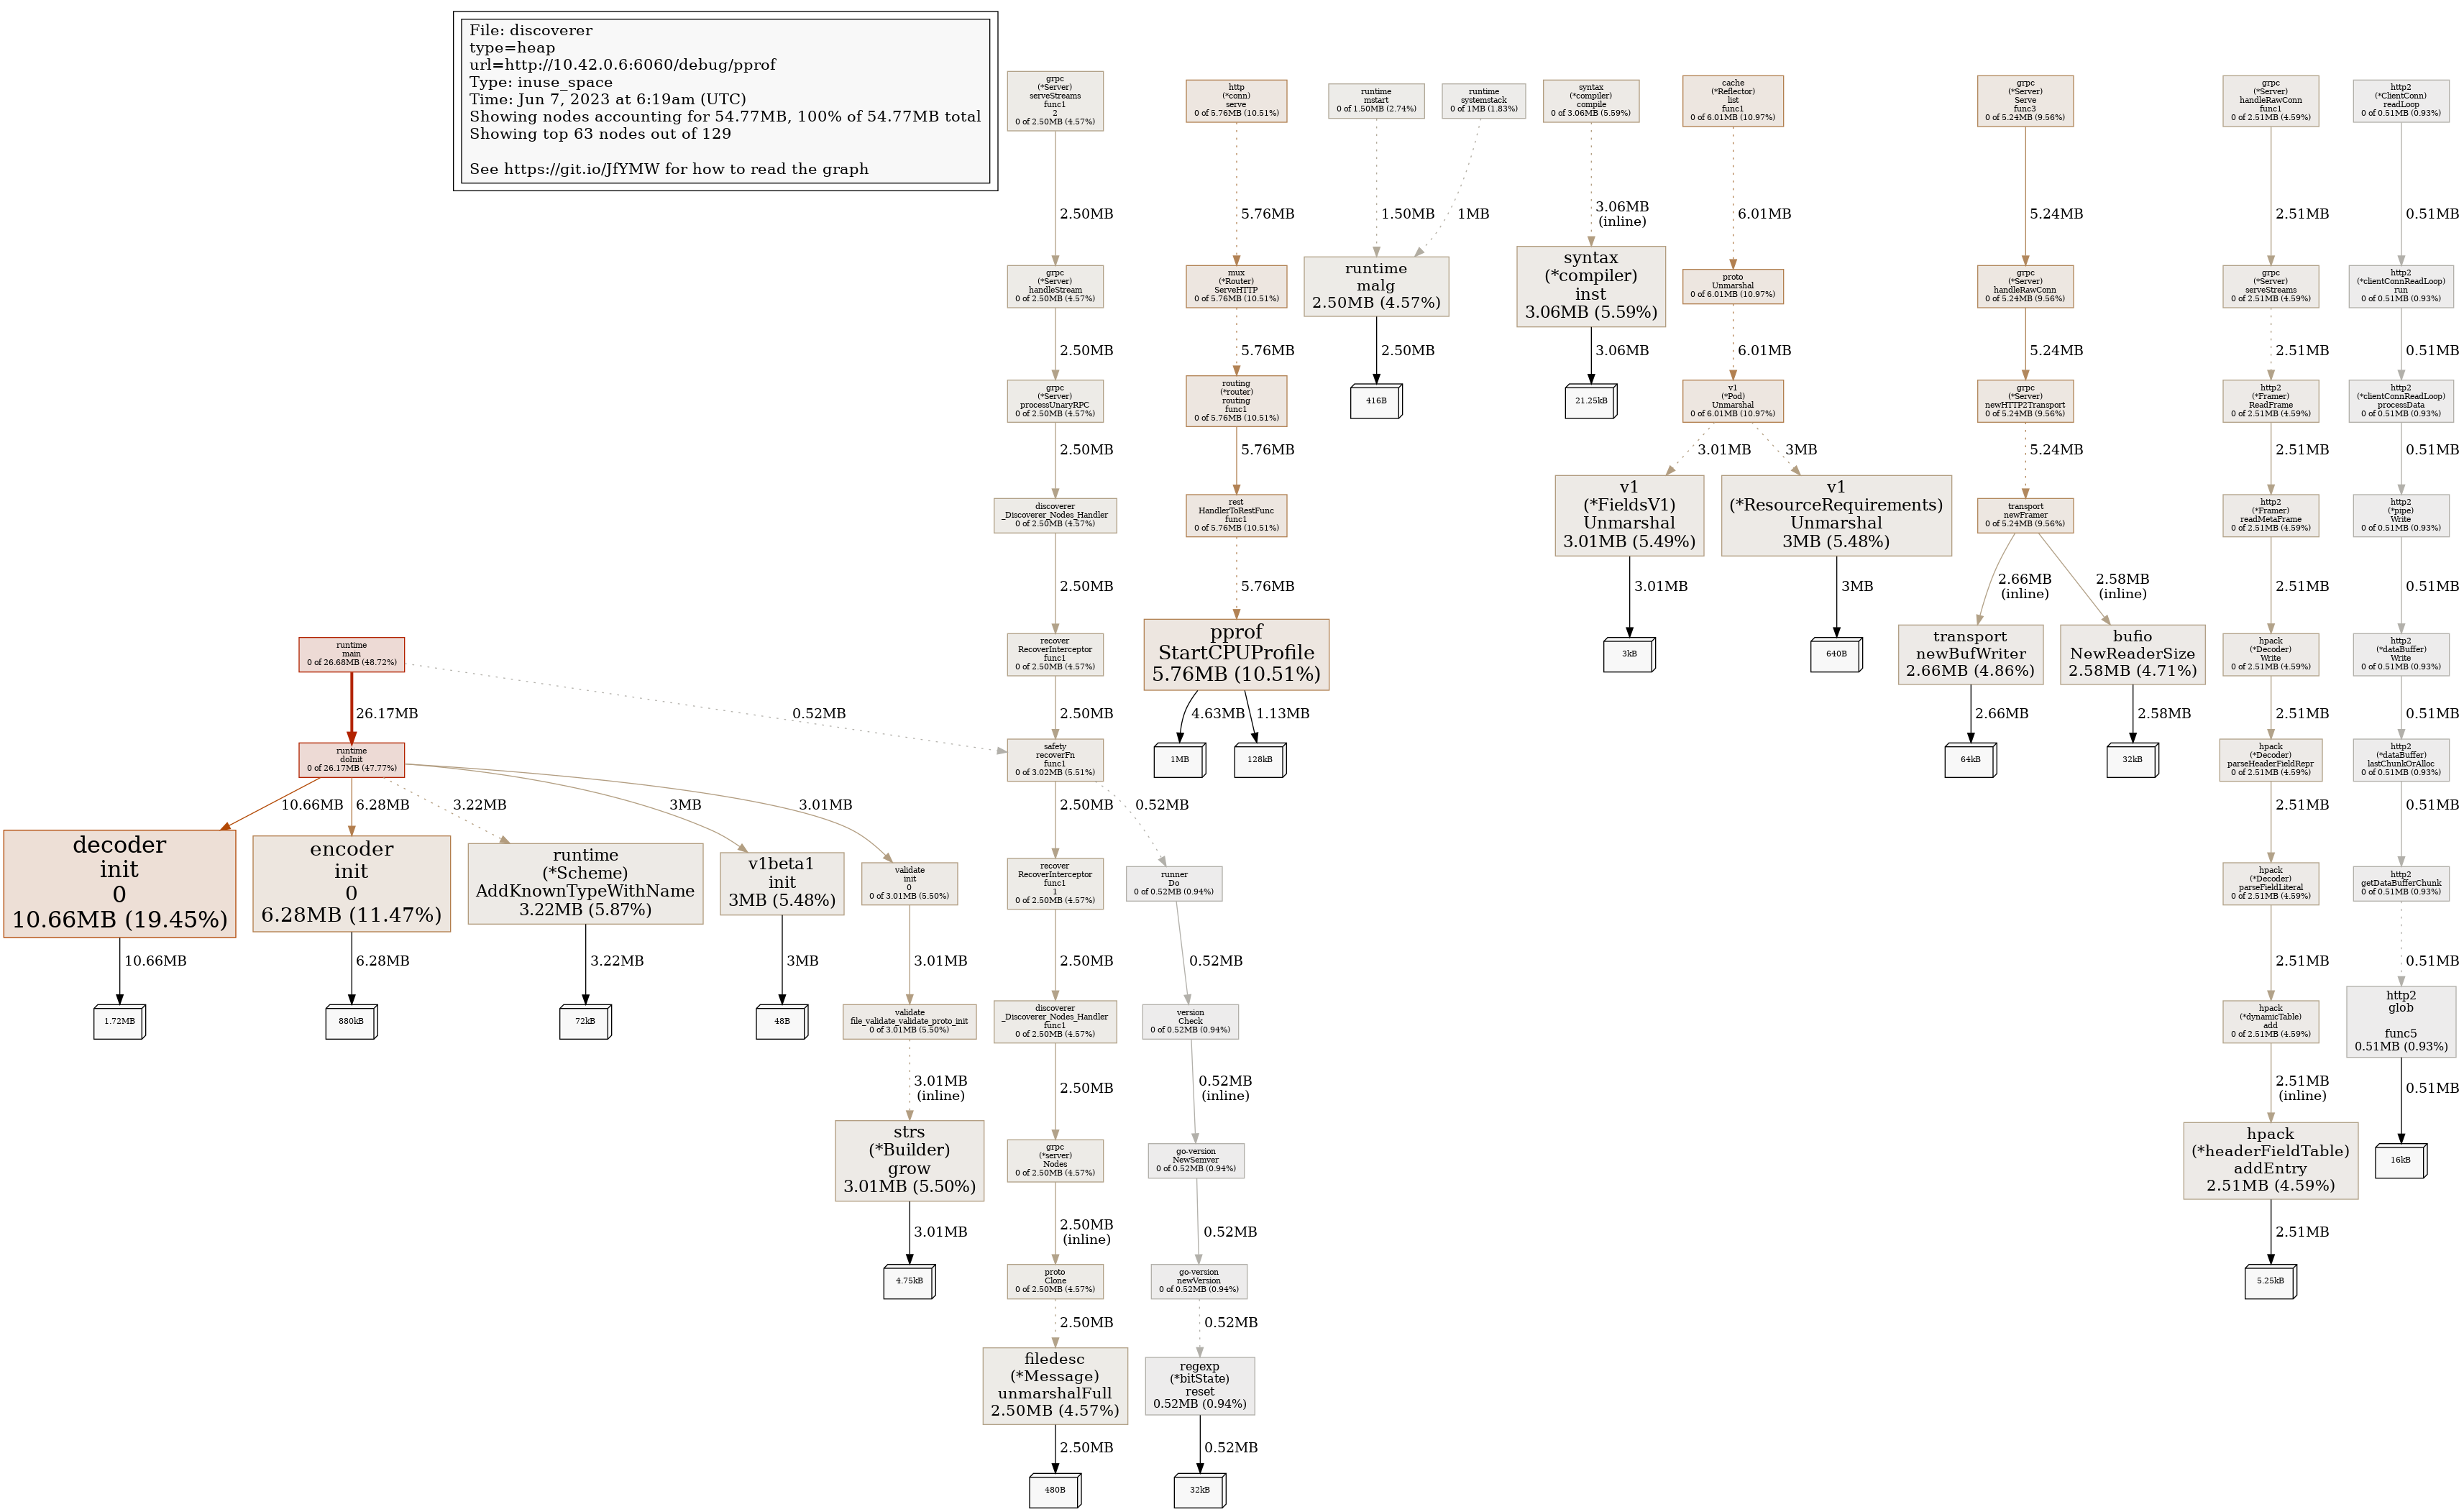 File: discoverer
type=heap
url=http://10.42.0.6:6060/debug/pprof
Type: inuse_space
Time: Jun 7, 2023 at 6:19am (UTC)
Showing nodes accounting for 54.77MB, 100% of 54.77MB total
Showing top 63 nodes out of 129
See https://git.io/JfYMW for how to read the graph
runtime
main
0 of 26.68MB (48.72%)
26.17MB
0.52MB
runtime
doInit
0 of 26.17MB (47.77%)
10.66MB
6.28MB
3.22MB
3MB
3.01MB
decoder
init
0
10.66MB (19.45%)
10.66MB
1.72MB
encoder
init
0
6.28MB (11.47%)
6.28MB
880kB
runtime
(*Scheme)
AddKnownTypeWithName
3.22MB (5.87%)
3.22MB
72kB
v1beta1
init
3MB (5.48%)
3MB
48B
validate
init
0
0 of 3.01MB (5.50%)
3.01MB
validate
file_validate_validate_proto_init
0 of 3.01MB (5.50%)
3.01MB
(inline)
strs
(*Builder)
grow
3.01MB (5.50%)
3.01MB
4.75kB
grpc
(*Server)
serveStreams
func1
2
0 of 2.50MB (4.57%)
2.50MB
grpc
(*Server)
handleStream
0 of 2.50MB (4.57%)
2.50MB
grpc
(*Server)
processUnaryRPC
0 of 2.50MB (4.57%)
2.50MB
discoverer
_Discoverer_Nodes_Handler
0 of 2.50MB (4.57%)
2.50MB
recover
RecoverInterceptor
func1
0 of 2.50MB (4.57%)
2.50MB
safety
recoverFn
func1
0 of 3.02MB (5.51%)
2.50MB
0.52MB
recover
RecoverInterceptor
func1
1
0 of 2.50MB (4.57%)
2.50MB
discoverer
_Discoverer_Nodes_Handler
func1
0 of 2.50MB (4.57%)
2.50MB
grpc
(*server)
Nodes
0 of 2.50MB (4.57%)
2.50MB
(inline)
proto
Clone
0 of 2.50MB (4.57%)
2.50MB
filedesc
(*Message)
unmarshalFull
2.50MB (4.57%)
2.50MB
480B
runner
Do
0 of 0.52MB (0.94%)
0.52MB
version
Check
0 of 0.52MB (0.94%)
0.52MB
(inline)
go-version
NewSemver
0 of 0.52MB (0.94%)
0.52MB
go-version
newVersion
0 of 0.52MB (0.94%)
0.52MB
regexp
(*bitState)
reset
0.52MB (0.94%)
0.52MB
32kB
http
(*conn)
serve
0 of 5.76MB (10.51%)
5.76MB
mux
(*Router)
ServeHTTP
0 of 5.76MB (10.51%)
5.76MB
routing
(*router)
routing
func1
0 of 5.76MB (10.51%)
5.76MB
rest
HandlerToRestFunc
func1
0 of 5.76MB (10.51%)
5.76MB
pprof
StartCPUProfile
5.76MB (10.51%)
4.63MB
1.13MB
1MB
128kB
runtime
mstart
0 of 1.50MB (2.74%)
1.50MB
runtime
systemstack
0 of 1MB (1.83%)
1MB
runtime
malg
2.50MB (4.57%)
2.50MB
416B
syntax
(*compiler)
compile
0 of 3.06MB (5.59%)
3.06MB
(inline)
syntax
(*compiler)
inst
3.06MB (5.59%)
3.06MB
21.25kB
cache
(*Reflector)
list
func1
0 of 6.01MB (10.97%)
6.01MB
proto
Unmarshal
0 of 6.01MB (10.97%)
6.01MB
v1
(*Pod)
Unmarshal
0 of 6.01MB (10.97%)
3.01MB
3MB
v1
(*FieldsV1)
Unmarshal
3.01MB (5.49%)
3.01MB
3kB
v1
(*ResourceRequirements)
Unmarshal
3MB (5.48%)
3MB
640B
grpc
(*Server)
Serve
func3
0 of 5.24MB (9.56%)
5.24MB
grpc
(*Server)
handleRawConn
0 of 5.24MB (9.56%)
5.24MB
grpc
(*Server)
newHTTP2Transport
0 of 5.24MB (9.56%)
5.24MB
transport
newFramer
0 of 5.24MB (9.56%)
2.66MB
(inline)
2.58MB
(inline)
transport
newBufWriter
2.66MB (4.86%)
2.66MB
64kB
bufio
NewReaderSize
2.58MB (4.71%)
2.58MB
32kB
grpc
(*Server)
handleRawConn
func1
0 of 2.51MB (4.59%)
2.51MB
grpc
(*Server)
serveStreams
0 of 2.51MB (4.59%)
2.51MB
http2
(*Framer)
ReadFrame
0 of 2.51MB (4.59%)
2.51MB
http2
(*Framer)
readMetaFrame
0 of 2.51MB (4.59%)
2.51MB
hpack
(*Decoder)
Write
0 of 2.51MB (4.59%)
2.51MB
hpack
(*Decoder)
parseHeaderFieldRepr
0 of 2.51MB (4.59%)
2.51MB
hpack
(*Decoder)
parseFieldLiteral
0 of 2.51MB (4.59%)
2.51MB
hpack
(*dynamicTable)
add
0 of 2.51MB (4.59%)
2.51MB
(inline)
hpack
(*headerFieldTable)
addEntry
2.51MB (4.59%)
2.51MB
5.25kB
http2
(*ClientConn)
readLoop
0 of 0.51MB (0.93%)
0.51MB
http2
(*clientConnReadLoop)
run
0 of 0.51MB (0.93%)
0.51MB
http2
(*clientConnReadLoop)
processData
0 of 0.51MB (0.93%)
0.51MB
http2
(*pipe)
Write
0 of 0.51MB (0.93%)
0.51MB
http2
(*dataBuffer)
Write
0 of 0.51MB (0.93%)
0.51MB
http2
(*dataBuffer)
lastChunkOrAlloc
0 of 0.51MB (0.93%)
0.51MB
http2
getDataBufferChunk
0 of 0.51MB (0.93%)
0.51MB
http2
glob
func5
0.51MB (0.93%)
0.51MB
16kB